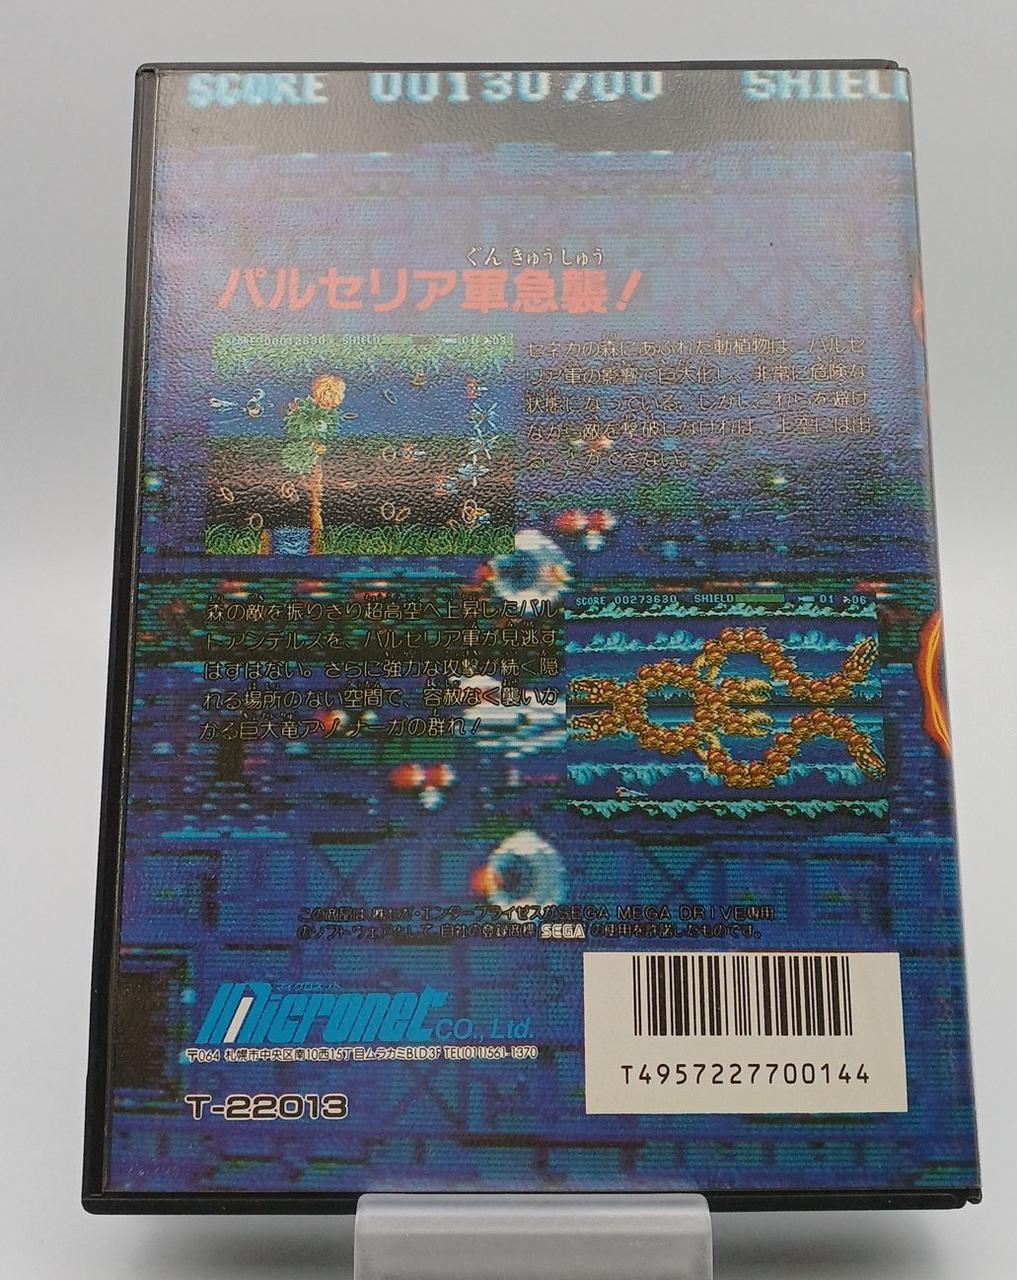 SCORE 00130700 SHIEL
ぐん きゅうしゅう
パルセリア軍急襲!
SCORE 00012630 SHIELD 01 03
セネカの森にあふれた動植物は、パルセ
リア軍の影響で巨大化し、非常に危険な
状態になっている。しかしこれらを避け
ながら敵を撃破しなければ、上空には出
ることができない。
森の敵を振りきり超高空へ上昇したパル
トアンデルスを、パルセリア軍が見逃す
はずはない。さらに強力な攻撃が続く隠
れる場所のない空間で、容赦なく襲いか
かる巨大竜アソ ナーガの群れ!
SCORE 00273630 SHIELD 01 06
この商品は、㈱セガ・エンタープライゼスがSEGA MEGA DRIVE専用
のソフトウェアとして、自社の登録商標 SEGA の使用を許諾したものです。
マイクロネット
Micronet CO., Ltd.
〒064 札幌市中央区南10西15丁目ムラカミBLD3F TEL(011)561-1370
T-22013
T4957227700144